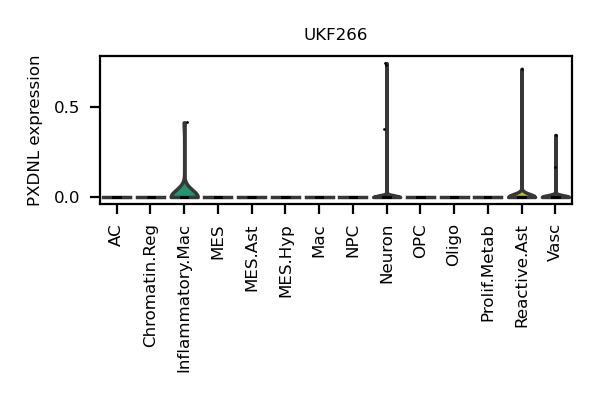 UKF266
PXDNL expression
0.5
0.0
AC
Chromatin.Reg
Inflammatory.Mac
MES
MES.Ast
MES.Hyp
Mac
NPC
Neuron
OPC
Oligo
Prolif.Metab
Reactive.Ast
Vasc